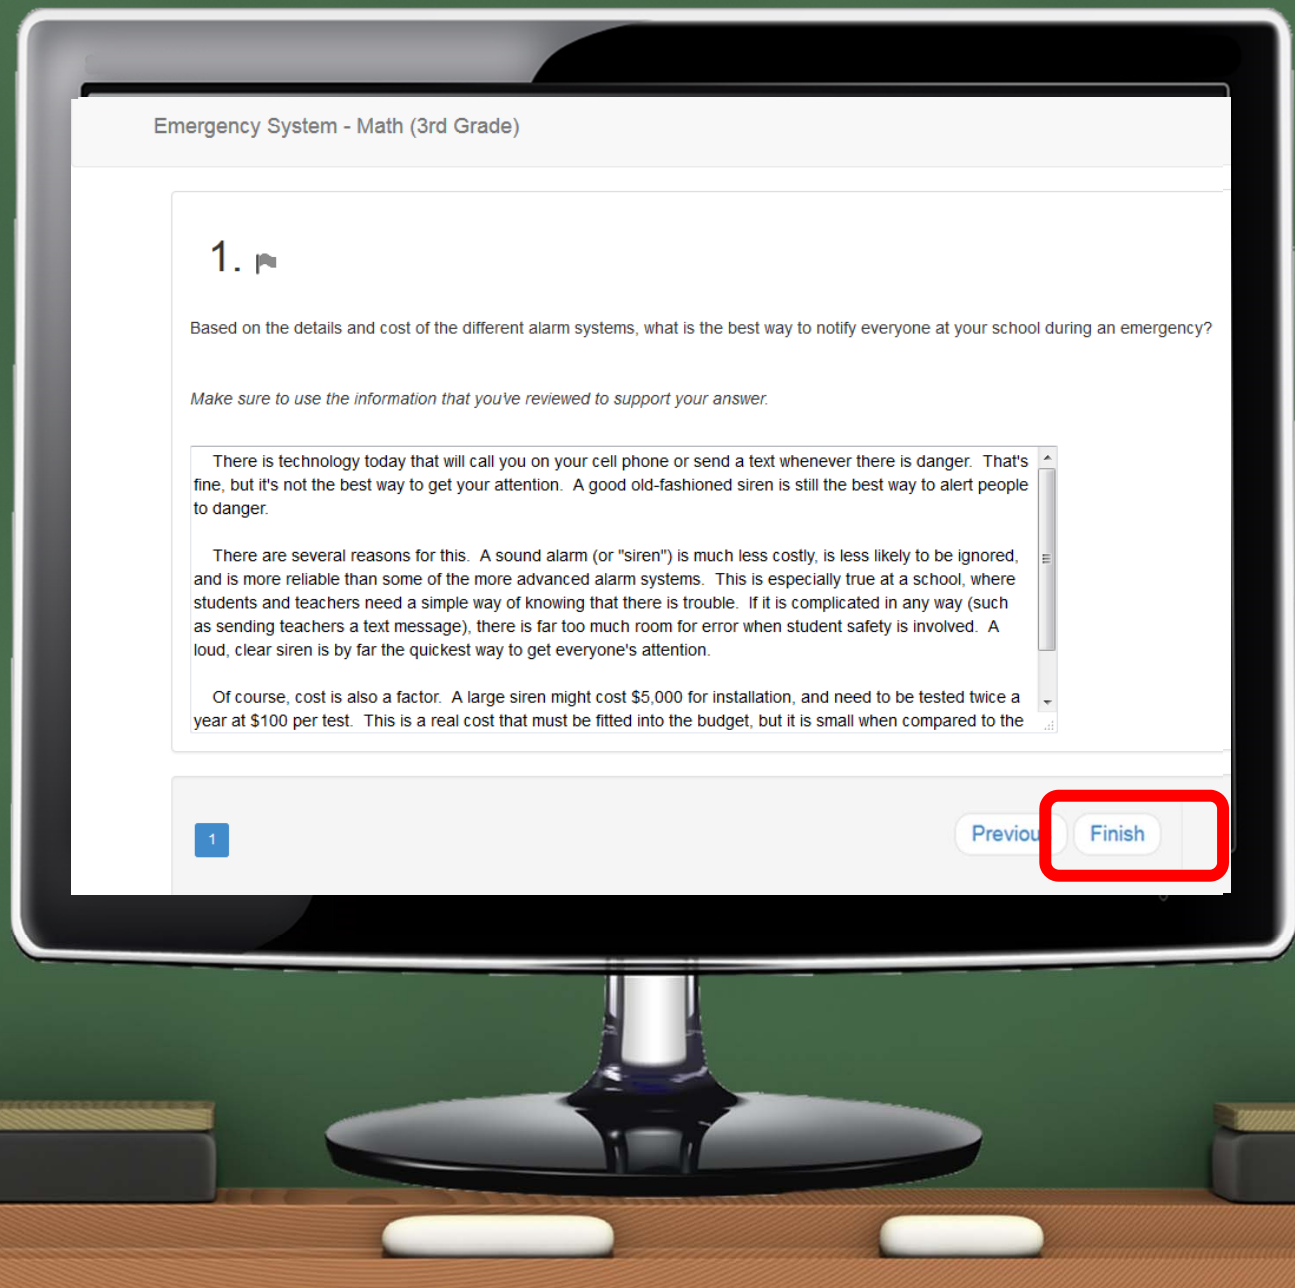 Emergency System - Math (3rd Grade)
1.
Based on the details and cost of the different alarm systems, what is the best way to notify everyone at your school during an emergency?
Make sure to use the information that you've reviewed to support your answer.
There is technology today that will call you on your cell phone or send a text whenever there is danger. That's
fine, but it's not the best way to get your attention. A good old-fashioned siren is still the best way to alert people
to danger.
There are several reasons for this. A sound alarm (or "siren") is much less costly, is less likely to be ignored,
and is more reliable than some of the more advanced alarm systems. This is especially true at a school, where
students and teachers need a simple way of knowing that there is trouble. If it is complicated in any way (such
as sending teachers a text message), there is far too much room for error when student safety is involved. A
loud, clear siren is by far the quickest way to get everyone's attention.
Of course, cost is also a factor. A large siren might cost $5,000 for installation, and need to be tested twice a
year at $100 per test. This is a real cost that must be fitted into the budget, but it is small when compared to the
1
Previou
Finish